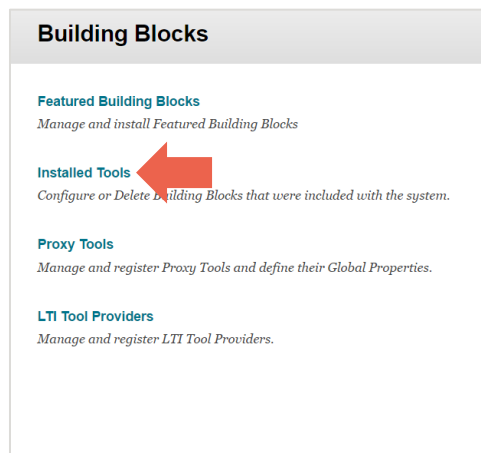 Building Blocks
Featured Building Blocks
Manage and install Featured Building Blocks
Installed Tools
Configure or Delete Building Blocks that were included with the system.
Proxy Tools
Manage and register Proxy Tools and define their Global Properties.
LTI Tool Providers
Manage and register LTI Tool Providers.